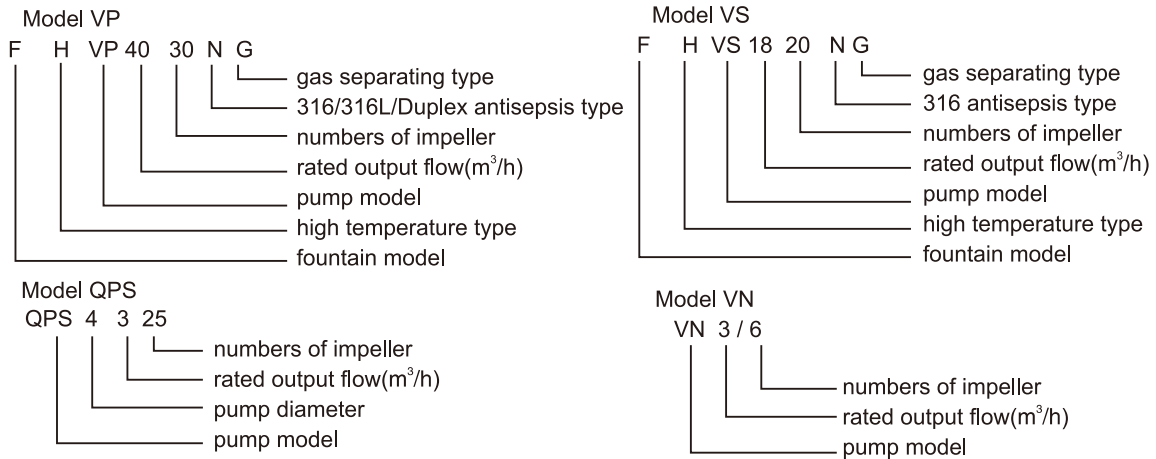 Model VP
F H VP 40 30 N G
gas separating type
316/316L/Duplex antisepsis type
numbers of impeller
rated output flow(m³/h)
pump model
high temperature type
fountain model
Model VS
F H VS 18 20 N G
gas separating type
316 antisepsis type
numbers of impeller
rated output flow(m³/h)
pump model
high temperature type
fountain model
Model QPS
QPS 4 3 25
numbers of impeller
rated output flow(m³/h)
pump diameter
pump model
Model VN
VN 3 / 6
numbers of impeller
rated output flow(m³/h)
pump model